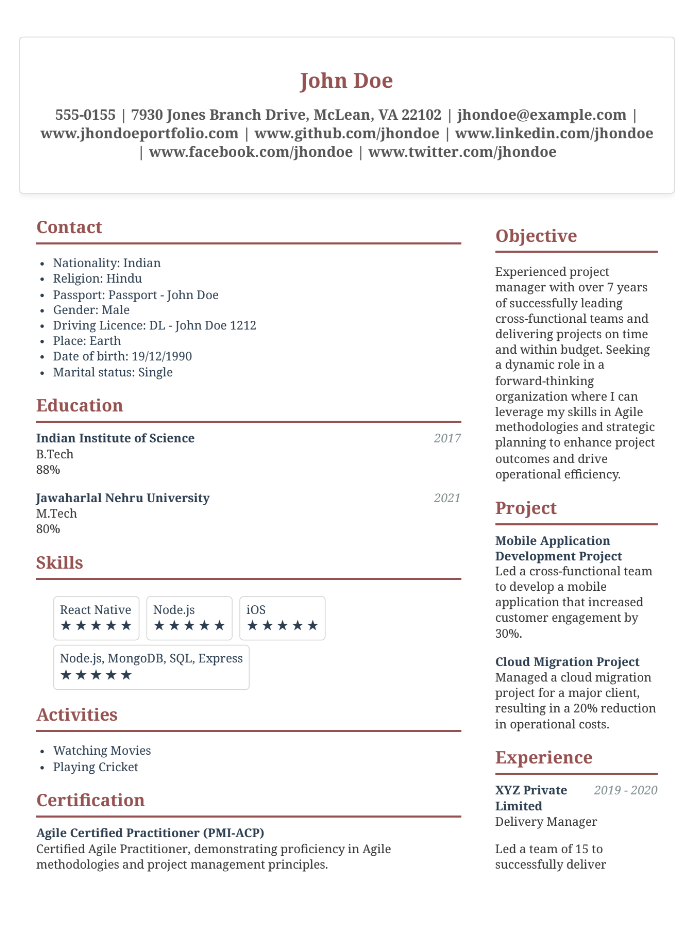 John Doe
555-0155 | 7930 Jones Branch Drive, McLean, VA 22102 | jhondoe@example.com |
www.jhondoeportfolio.com | www.github.com/jhondoe | www.linkedin.com/jhondoe
| www.facebook.com/jhondoe | www.twitter.com/jhondoe
Contact
• Nationality: Indian
• Religion: Hindu
• Passport: Passport - John Doe
• Gender: Male
• Driving Licence: DL - John Doe 1212
• Place: Earth
• Date of birth: 19/12/1990
• Marital status: Single
Education
Indian Institute of Science 2017
B.Tech
88%
Jawaharlal Nehru University 2021
M.Tech
80%
Skills
React Native Node.js iOS
★★★★★ ★★★★★ ★★★★★
Node.js, MongoDB, SQL, Express
★★★★★
Activities
• Watching Movies
• Playing Cricket
Certification
Agile Certified Practitioner (PMI-ACP)
Certified Agile Practitioner, demonstrating proficiency in Agile
methodologies and project management principles.
Objective
Experienced project
manager with over 7 years
of successfully leading
cross-functional teams and
delivering projects on time
and within budget. Seeking
a dynamic role in a
forward-thinking
organization where I can
leverage my skills in Agile
methodologies and strategic
planning to enhance project
outcomes and drive
operational efficiency.
Project
Mobile Application
Development Project
Led a cross-functional team
to develop a mobile
application that increased
customer engagement by
30%.
Cloud Migration Project
Managed a cloud migration
project for a major client,
resulting in a 20% reduction
in operational costs.
Experience
XYZ Private 2019 - 2020
Limited
Delivery Manager
Led a team of 15 to
successfully deliver